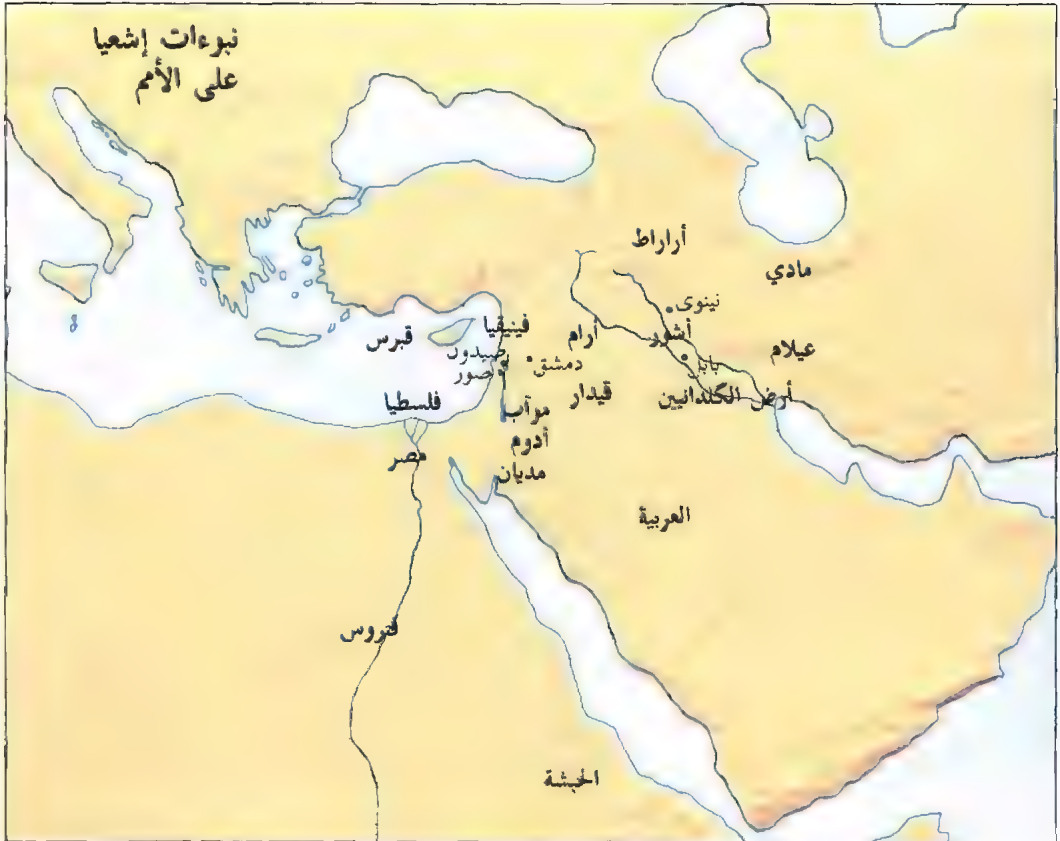 نبوءات إشعيا
على الأمم
أراراط
مادي
نينوى
أشور
فينيقيا
قبرس
أرام
عيلام
صيدون
دمشق
بابل
صور
قيدار
أرض الكلدانيين
فلسطيا
موآب
أدوم
مصر
مديان
العربية
فتروس
الحبشة